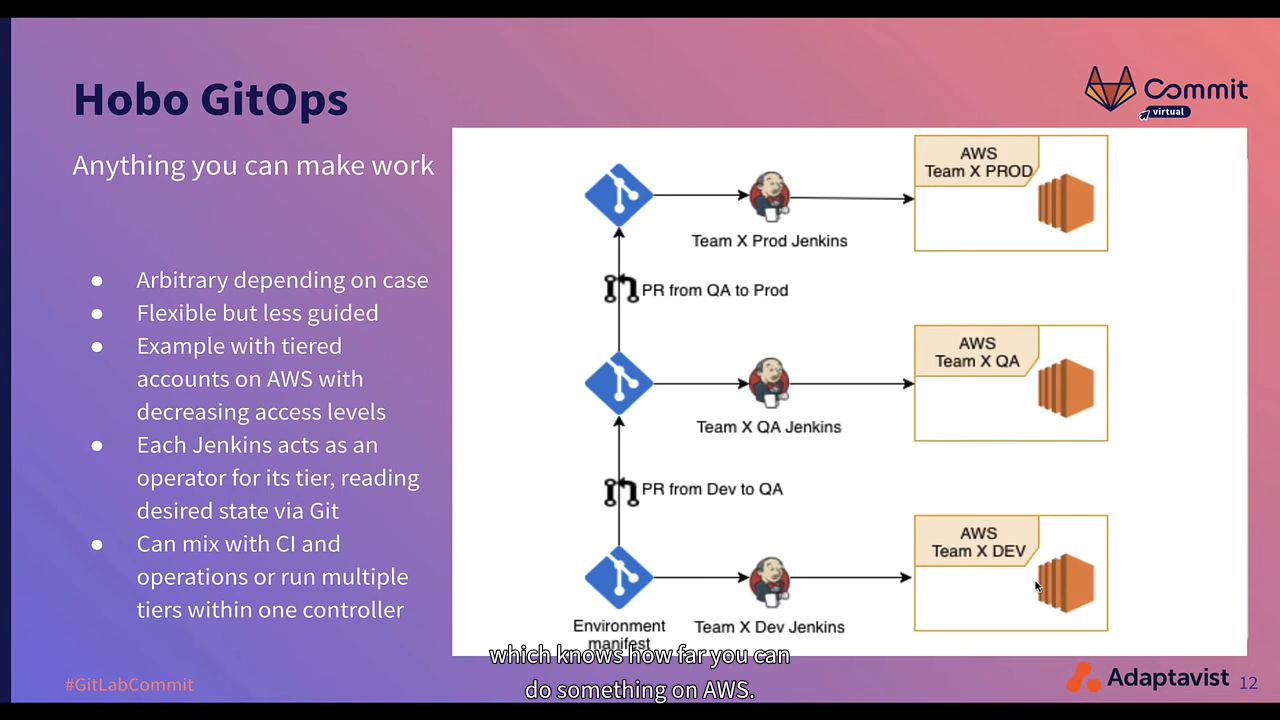 Hobo GitOps
Commit
virtual
Anything you can make work
Arbitrary depending on case
Flexible but less guided
Example with tiered
accounts on AWS with
decreasing access levels
Each Jenkins acts as an
operator for its tier, reading
desired state via Git
Can mix with CI and
operations or run multiple
tiers within one controller
AWS
Team X PROD
Team X Prod Jenkins
PR from QA to Prod
AWS
Team X QA
Team X QA Jenkins
PR from Dev to QA
AWS
Team X DEV
Environment
manifest
Team X Dev Jenkins
which knows how far you can
do something on AWS.
#GitLabCommit
Adaptavist
12